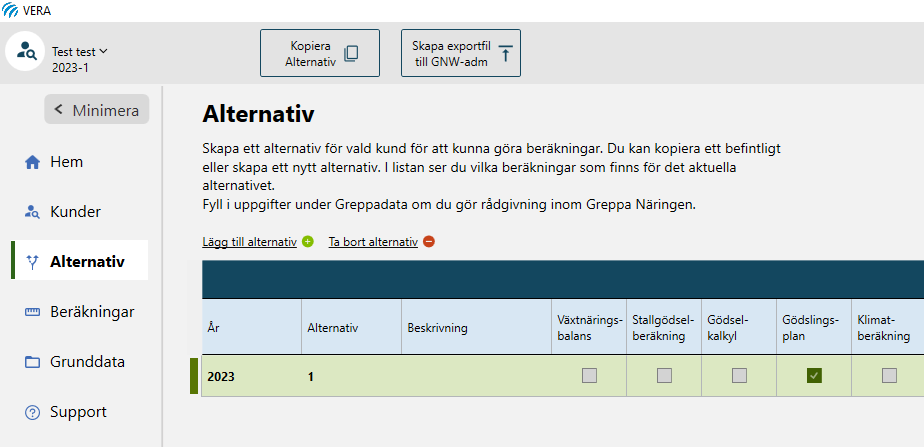 VERA
Test test
2023-1
Kopiera
Alternativ
Skapa exportfil
till GNW-adm
Minimera
Hem
Kunder
Alternativ
Beräkningar
Grunddata
Support
Alternativ
Skapa ett alternativ för vald kund för att kunna göra beräkningar. Du kan kopiera ett befintligt
eller skapa ett nytt alternativ. I listan ser du vilka beräkningar som finns för det aktuella
alternativet.
Fyll i uppgifter under Greppadata om du gör rådgivning inom Greppa Näringen.
Lägg till alternativ
Ta bort alternativ
År
Alternativ
Beskrivning
Växtnärings-
balans
Stallgödsel-
beräkning
Gödsel-
kalkyl
Gödslings-
plan
Klimat-
beräkning
2023
1